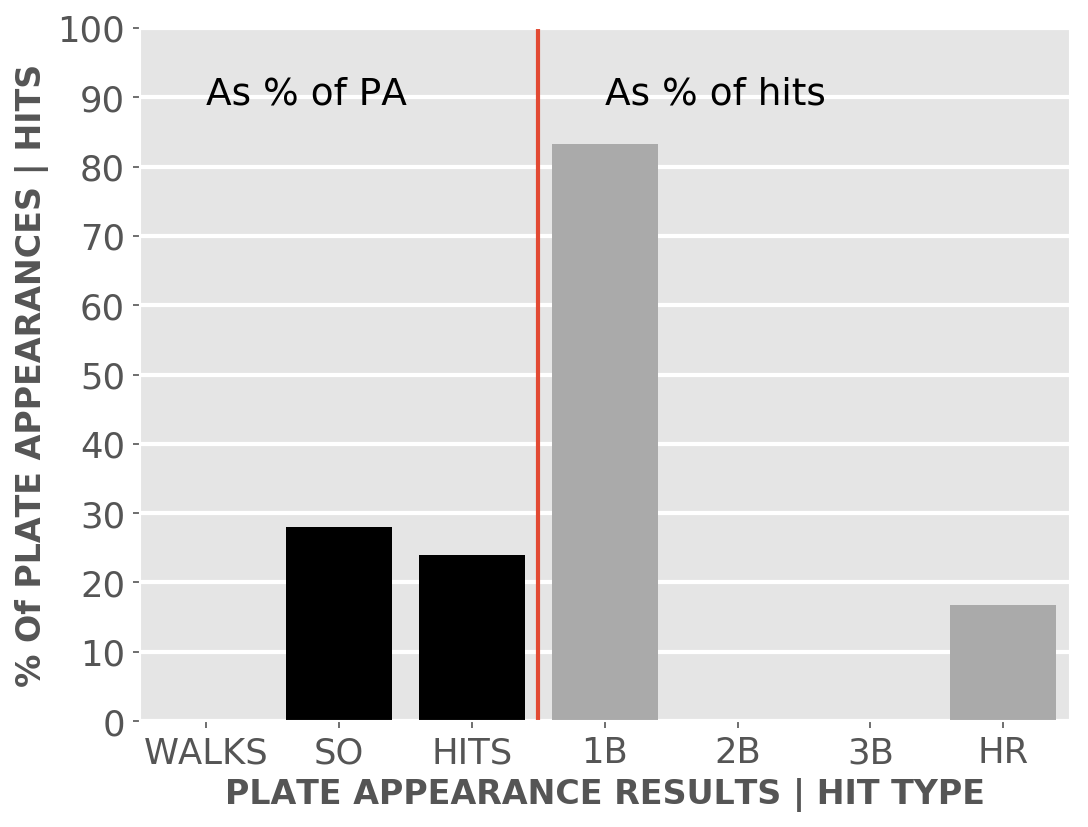 100
90
80
70
60
50
40
30
20
10
0
% Of PLATE APPEARANCES | HITS
As % of PA
As % of hits
WALKS SO HITS 1B 2B 3B HR
PLATE APPEARANCE RESULTS | HIT TYPE